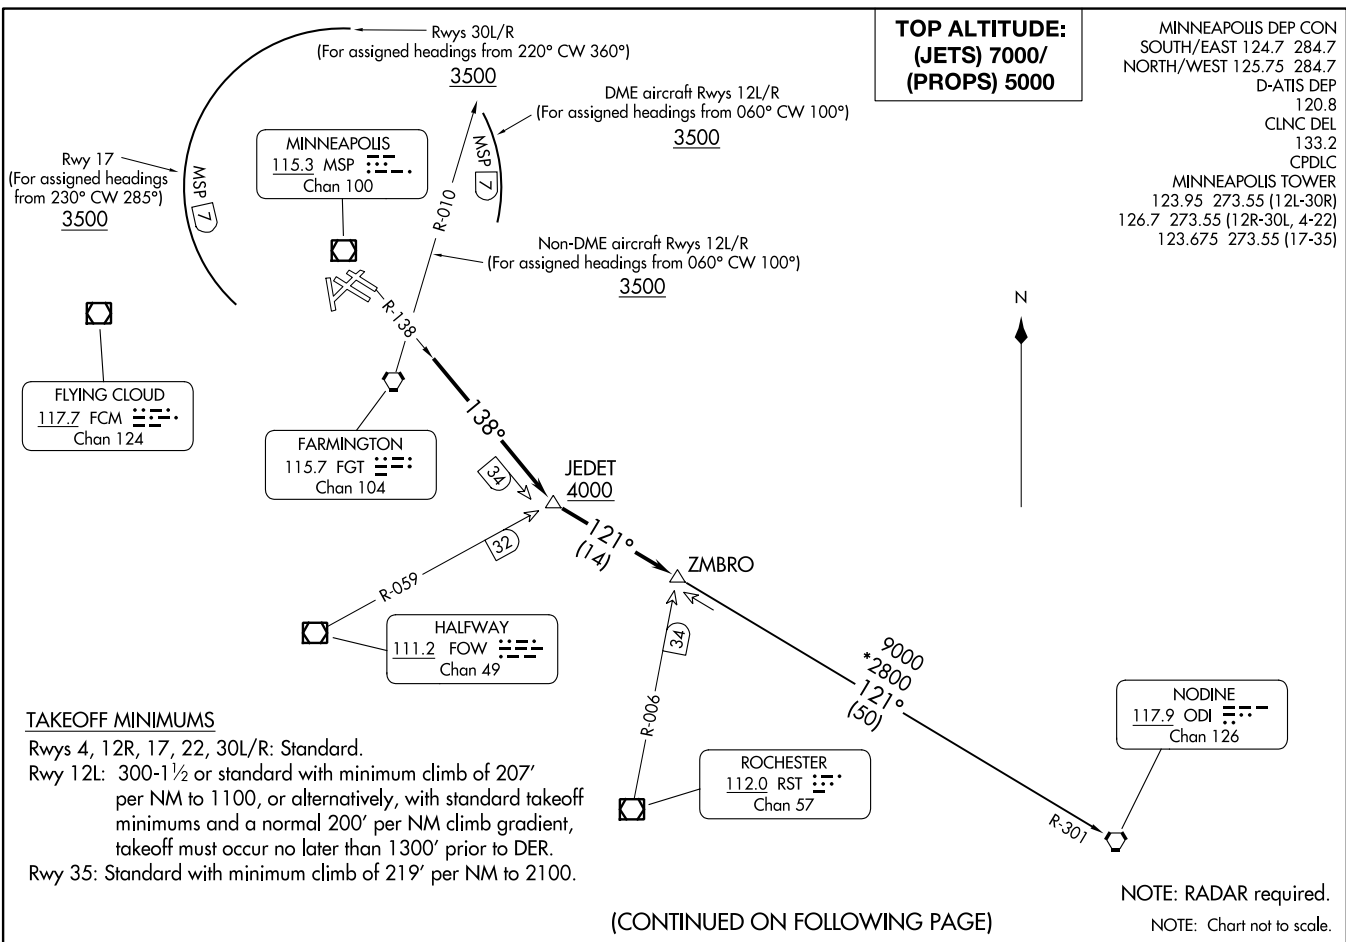 TOP ALTITUDE:
(JETS) 7000/
(PROPS) 5000
MINNEAPOLIS DEP CON
SOUTH/EAST 124.7 284.7
NORTH/WEST 125.75 284.7
D-ATIS DEP
120.8
CLNC DEL
133.2
CPDLC
MINNEAPOLIS TOWER
123.95 273.55 (12L-30R)
126.7 273.55 (12R-30L, 4-22)
123.675 273.55 (17-35)
Rwys 30L/R
(For assigned headings from 220° CW 360°)
3500
DME aircraft Rwys 12L/R
(For assigned headings from 060° CW 100°)
3500
Rwy 17
(For assigned headings
from 230° CW 285°)
3500
MSP 7
MINNEAPOLIS
115.3 MSP
Chan 100
MSP 7
R-010
Non-DME aircraft Rwys 12L/R
(For assigned headings from 060° CW 100°)
3500
N
R-138
FLYING CLOUD
117.7 FCM
Chan 124
FARMINGTON
115.7 FGT
Chan 104
138°
34
JEDET
4000
121°
(14)
32
R-059
ZMBRO
HALFWAY
111.2 FOW
Chan 49
34
R-006
9000
*2800
121°
(50)
NODINE
117.9 ODI
Chan 126
ROCHESTER
112.0 RST
Chan 57
R-301
TAKEOFF MINIMUMS
Rwys 4, 12R, 17, 22, 30L/R: Standard.
Rwy 12L: 300-1½ or standard with minimum climb of 207'
per NM to 1100, or alternatively, with standard takeoff
minimums and a normal 200' per NM climb gradient,
takeoff must occur no later than 1300' prior to DER.
Rwy 35: Standard with minimum climb of 219' per NM to 2100.
NOTE: RADAR required.
(CONTINUED ON FOLLOWING PAGE)
NOTE: Chart not to scale.